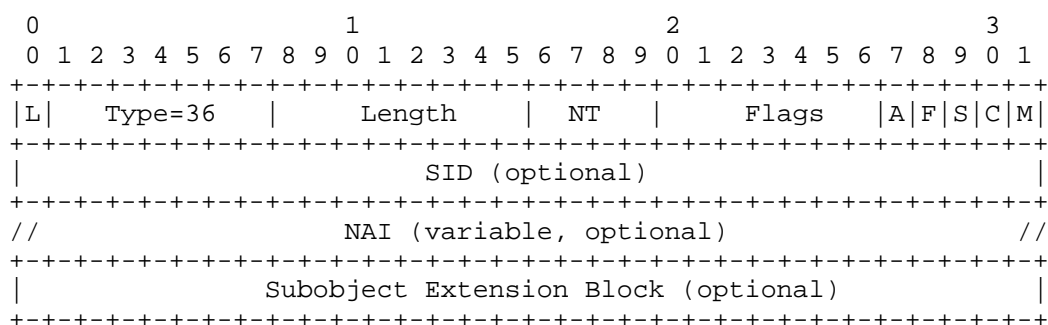 0                   1                   2                   3
 0 1 2 3 4 5 6 7 8 9 0 1 2 3 4 5 6 7 8 9 0 1 2 3 4 5 6 7 8 9 0 1
+-+-+-+-+-+-+-+-+-+-+-+-+-+-+-+-+-+-+-+-+-+-+-+-+-+-+-+-+-+-+-+-+
|L|   Type=36   |     Length    |  NT   |     Flags     |A|F|S|C|M|
+-+-+-+-+-+-+-+-+-+-+-+-+-+-+-+-+-+-+-+-+-+-+-+-+-+-+-+-+-+-+-+-+
|                         SID (optional)                        |
+-+-+-+-+-+-+-+-+-+-+-+-+-+-+-+-+-+-+-+-+-+-+-+-+-+-+-+-+-+-+-+-+
//                   NAI (variable, optional)                  //
+-+-+-+-+-+-+-+-+-+-+-+-+-+-+-+-+-+-+-+-+-+-+-+-+-+-+-+-+-+-+-+-+
|               Subobject Extension Block (optional)            |
+-+-+-+-+-+-+-+-+-+-+-+-+-+-+-+-+-+-+-+-+-+-+-+-+-+-+-+-+-+-+-+-+